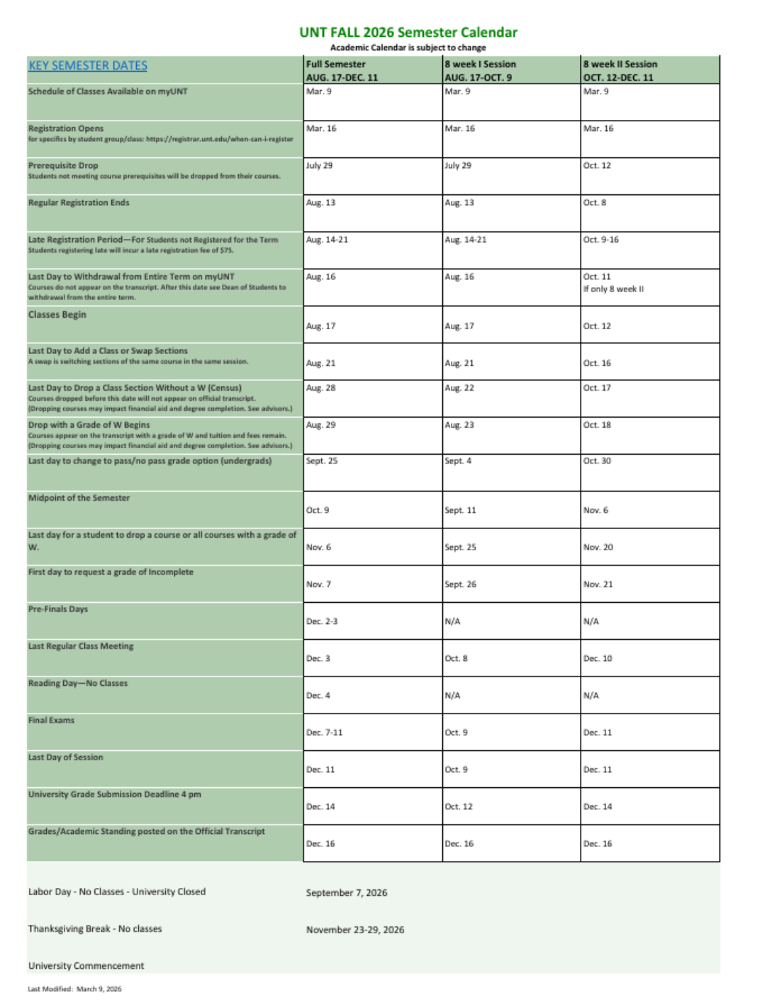 UNT FALL 2026 Semester Calendar
Academic Calendar is subject to change
KEY SEMESTER DATES
Full Semester
AUG. 17-DEC. 11
8 week I Session
AUG. 17-OCT. 9
8 week II Session
OCT. 12-DEC. 11
Schedule of Classes Available on myUNT
Mar. 9
Mar. 9
Mar. 9
Registration Opens
for specifics by student group/class: https://registrar.unt.edu/when-can-i-register
Mar. 16
Mar. 16
Mar. 16
Prerequisite Drop
Students not meeting course prerequisites will be dropped from their courses.
July 29
July 29
Oct. 12
Regular Registration Ends
Aug. 13
Aug. 13
Oct. 8
Late Registration Period—For Students not Registered for the Term
Students registering late will incur a late registration fee of $75.
Aug. 14-21
Aug. 14-21
Oct. 9-16
Last Day to Withdrawal from Entire Term on myUNT
Courses do not appear on the transcript. After this date see Dean of Students to
withdrawal from the entire term.
Aug. 16
Aug. 16
Oct. 11
If only 8 week II
Classes Begin
Aug. 17
Aug. 17
Oct. 12
Last Day to Add a Class or Swap Sections
A swap is switching sections of the same course in the same session.
Aug. 21
Aug. 21
Oct. 16
Last Day to Drop a Class Section Without a W (Census)
Courses dropped before this date will not appear on official transcript.
(Dropping courses may impact financial aid and degree completion. See advisors.)
Aug. 28
Aug. 22
Oct. 17
Drop with a Grade of W Begins
Courses appear on the transcript with a grade of W and tuition and fees remain.
(Dropping courses may impact financial aid and degree completion. See advisors.)
Aug. 29
Aug. 23
Oct. 18
Last day to change to pass/no pass grade option (undergrads)
Sept. 25
Sept. 4
Oct. 30
Midpoint of the Semester
Oct. 9
Sept. 11
Nov. 6
Last day for a student to drop a course or all courses with a grade of
W.
Nov. 6
Sept. 25
Nov. 20
First day to request a grade of Incomplete
Nov. 7
Sept. 26
Nov. 21
Pre-Finals Days
Dec. 2-3
N/A
N/A
Last Regular Class Meeting
Dec. 3
Oct. 8
Dec. 10
Reading Day—No Classes
Dec. 4
N/A
N/A
Final Exams
Dec. 7-11
Oct. 9
Dec. 11
Last Day of Session
Dec. 11
Oct. 9
Dec. 11
University Grade Submission Deadline 4 pm
Dec. 14
Oct. 12
Dec. 14
Grades/Academic Standing posted on the Official Transcript
Dec. 16
Dec. 16
Dec. 16
Labor Day - No Classes - University Closed
September 7, 2026
Thanksgiving Break - No classes
November 23-29, 2026
University Commencement
Last Modified: March 9, 2026